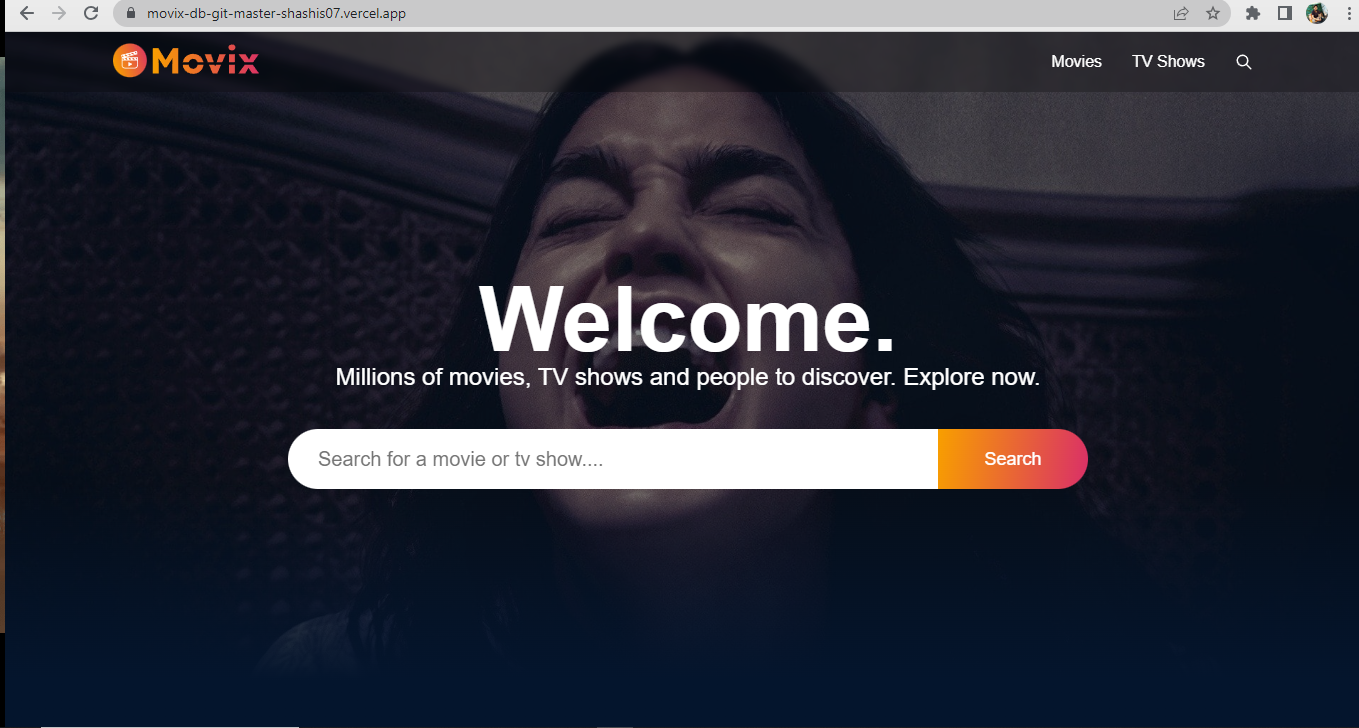 movix-db-git-master-shashis07.vercel.app
Movix
Movies TV Shows
Welcome.
Millions of movies, TV shows and people to discover. Explore now.
Search for a movie or tv show.... Search